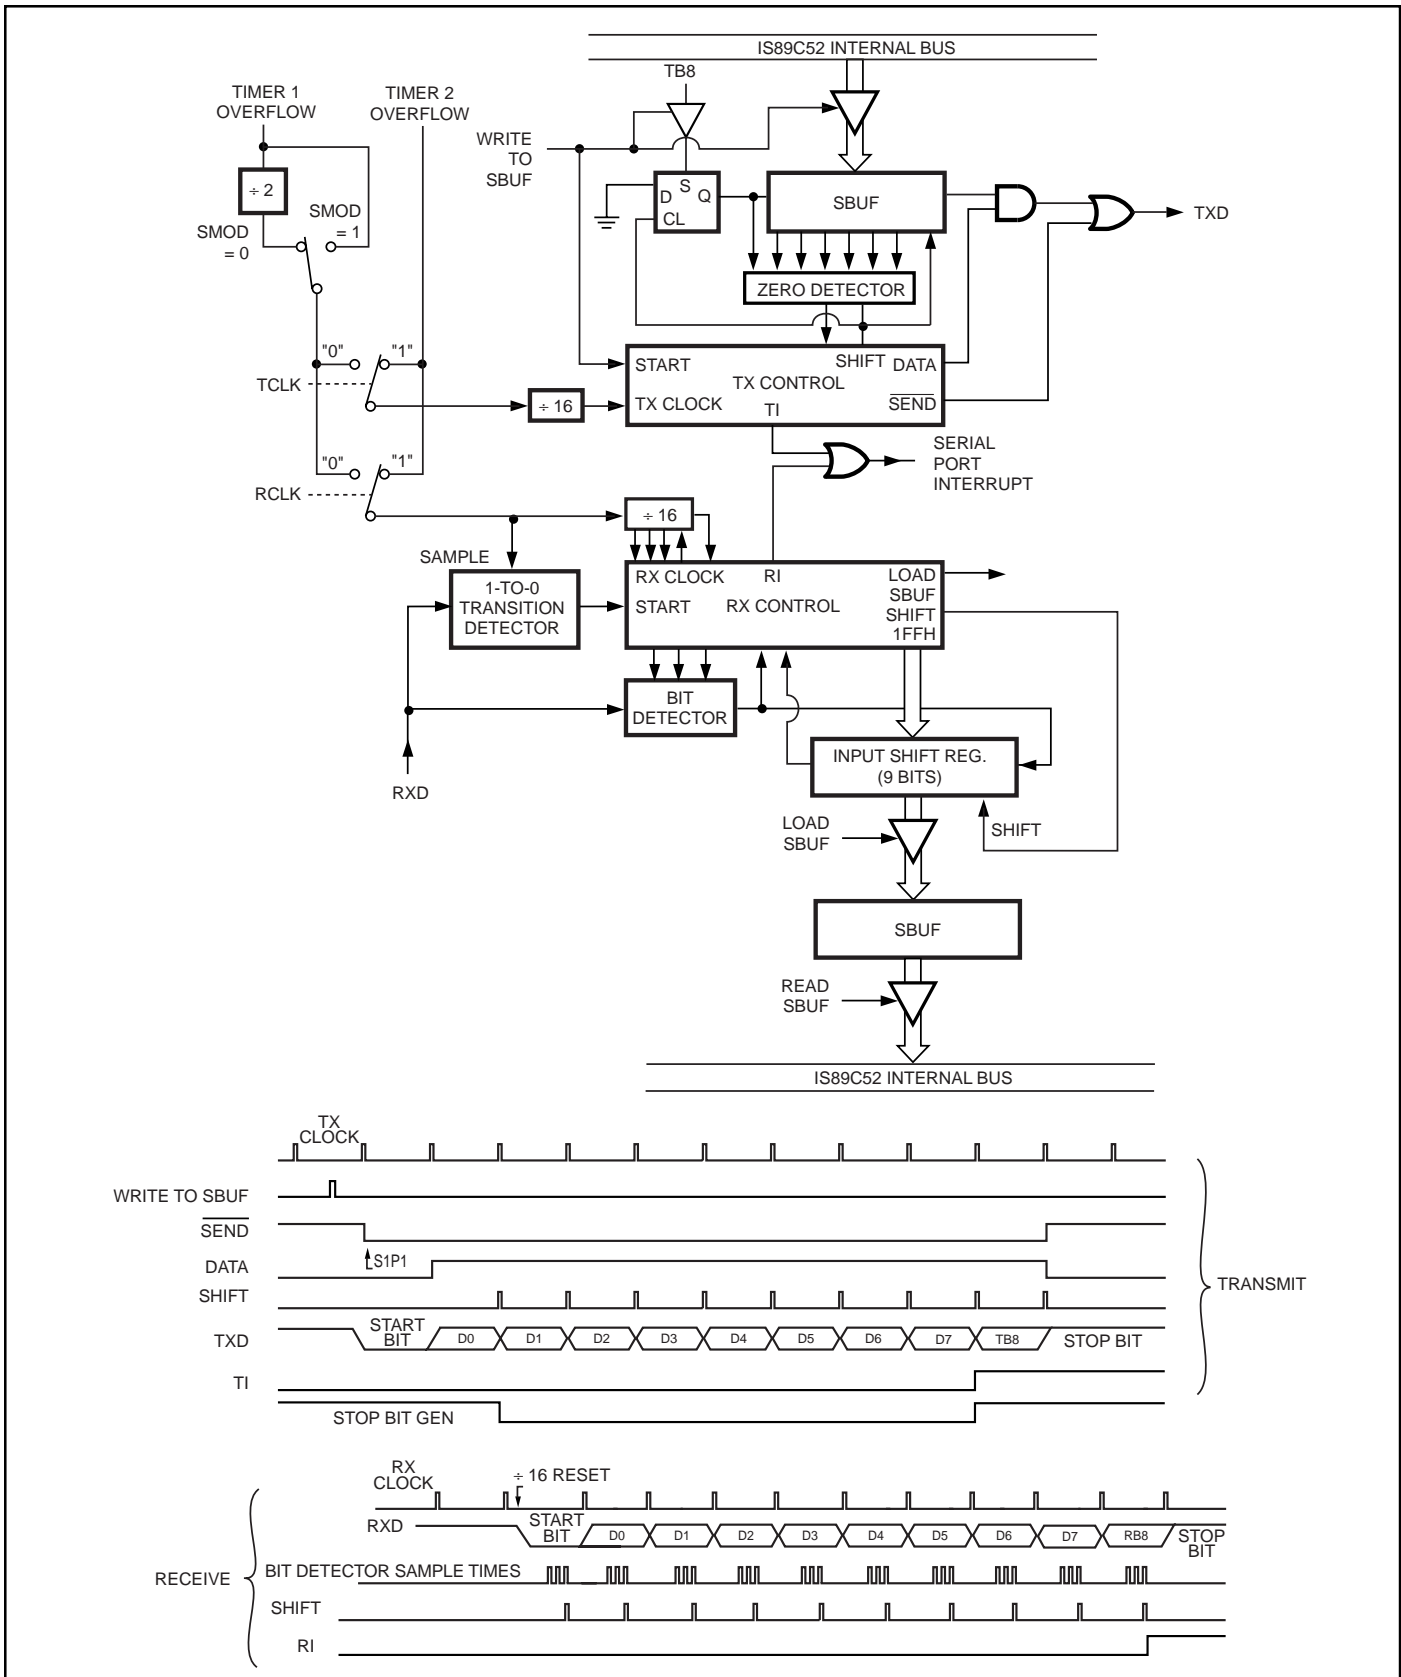 IS89C52 INTERNAL BUS
TB8
TIMER 1
OVERFLOW
TIMER 2
OVERFLOW
WRITE
TO
SBUF
÷ 2
SMOD
= 1
SMOD
= 0
D
S
Q
CL
SBUF
TXD
ZERO DETECTOR
"0"
"1"
TCLK
÷ 16
START
SHIFT
DATA
TX CONTROL
TX CLOCK
TI
SEND
SERIAL
PORT
INTERRUPT
"0"
"1"
RCLK
÷ 16
SAMPLE
1-TO-0
TRANSITION
DETECTOR
RX CLOCK
RI
LOAD
SBUF
START
RX CONTROL
SHIFT
1FFH
BIT
DETECTOR
RXD
INPUT SHIFT REG.
(9 BITS)
LOAD
SBUF
SHIFT
SBUF
READ
SBUF
IS89C52 INTERNAL BUS
TX
CLOCK
WRITE TO SBUF
SEND
S1P1
DATA
SHIFT
TRANSMIT
TXD
START
BIT
D0
D1
D2
D3
D4
D5
D6
D7
TB8
STOP BIT
TI
STOP BIT GEN
RX
CLOCK
÷ 16 RESET
RXD
START
BIT
D0
D1
D2
D3
D4
D5
D6
D7
RB8
STOP
BIT
RECEIVE
BIT DETECTOR SAMPLE TIMES
SHIFT
RI